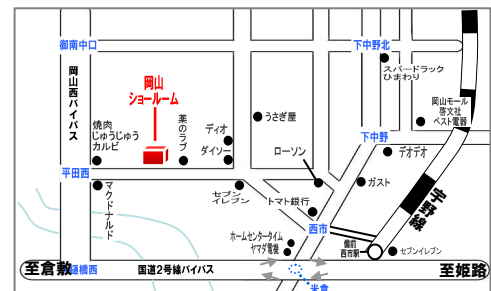 御南中口
下中野北
岡山西バイパス
スパードラック
ひまわり
岡山
ショールーム
岡山モール
啓文社
ベスト電器
焼肉
じゅうじゅう
カルビ
薬のラブ
ディオ
ダイソー
うさぎ屋
下中野
ローソン
デオデオ
平田西
マクドナルド
セブン
イレブン
トマト銀行
ガスト
宇野線
西市
ホームセンタータイム
ヤマダ電機
備前
西市駅
セブンイレブン
至倉敷
樋橋西
国道2号線バイパス
至姫路
米倉